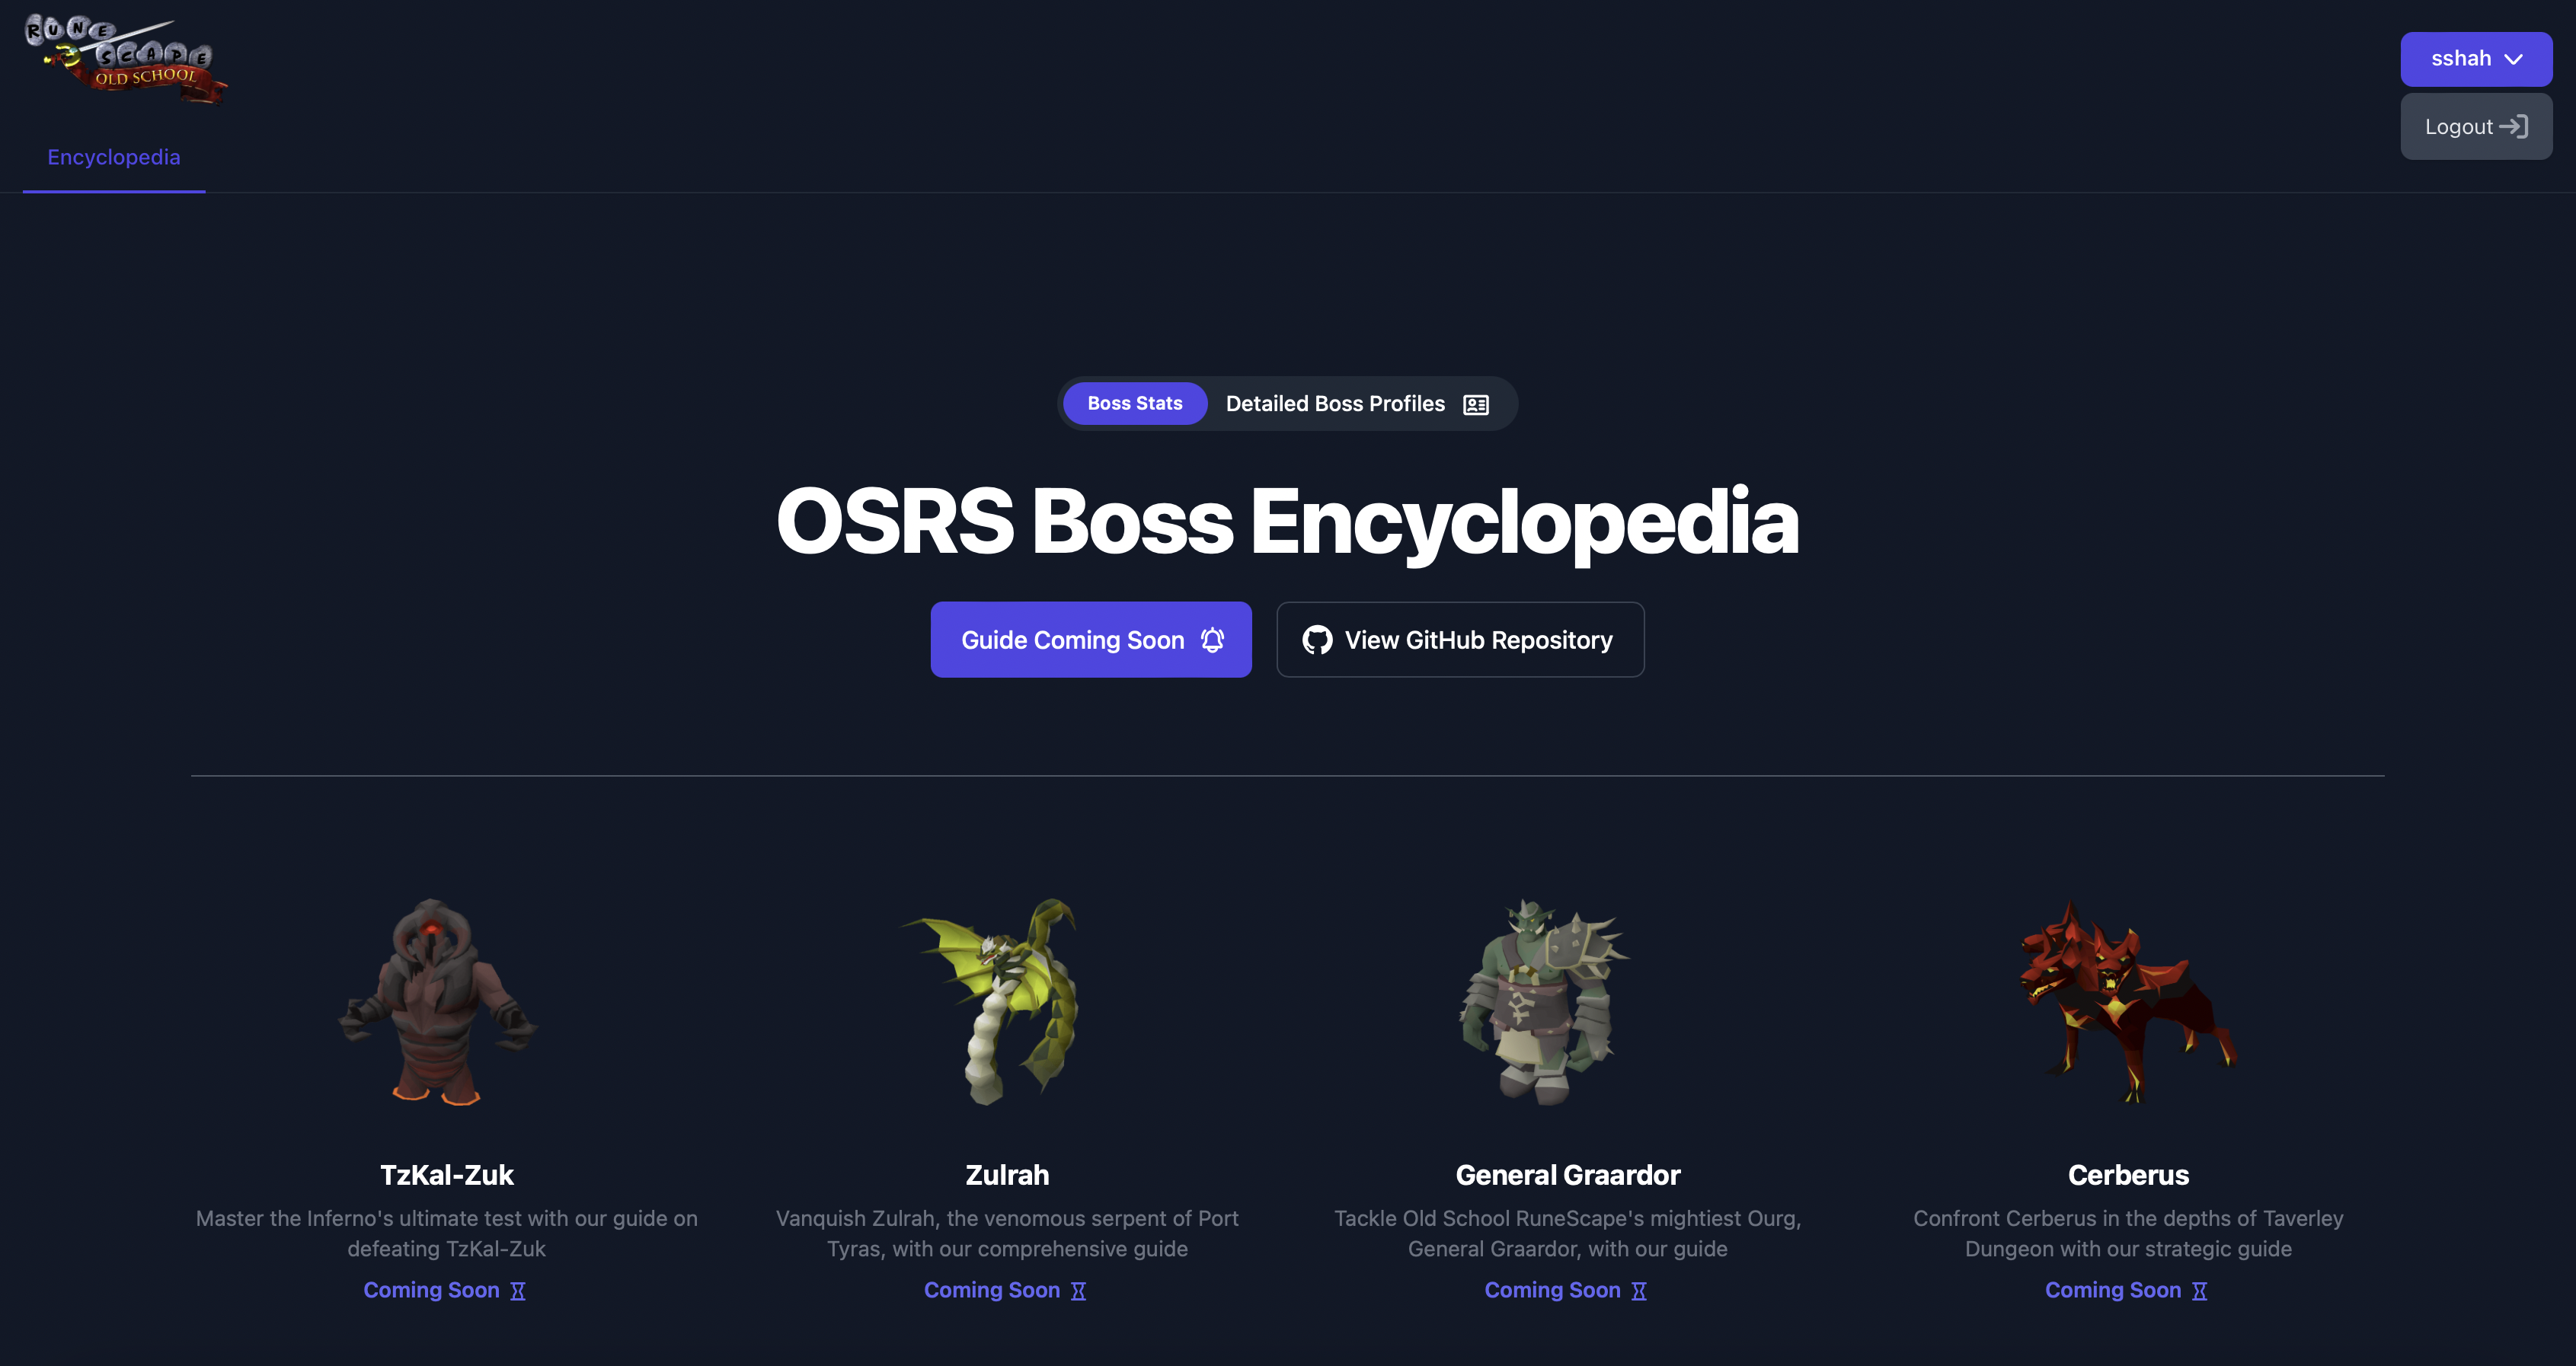 RUNE
SCAPE
OLD SCHOOL
sshah
Logout
Encyclopedia
Boss Stats
Detailed Boss Profiles
OSRS Boss Encyclopedia
Guide Coming Soon
View GitHub Repository
TzKal-Zuk
Master the Inferno's ultimate test with our guide on
defeating TzKal-Zuk
Coming Soon
Zulrah
Vanquish Zulrah, the venomous serpent of Port
Tyras, with our comprehensive guide
Coming Soon
General Graardor
Tackle Old School RuneScape's mightiest Ourg,
General Graardor, with our guide
Coming Soon
Cerberus
Confront Cerberus in the depths of Taverley
Dungeon with our strategic guide
Coming Soon